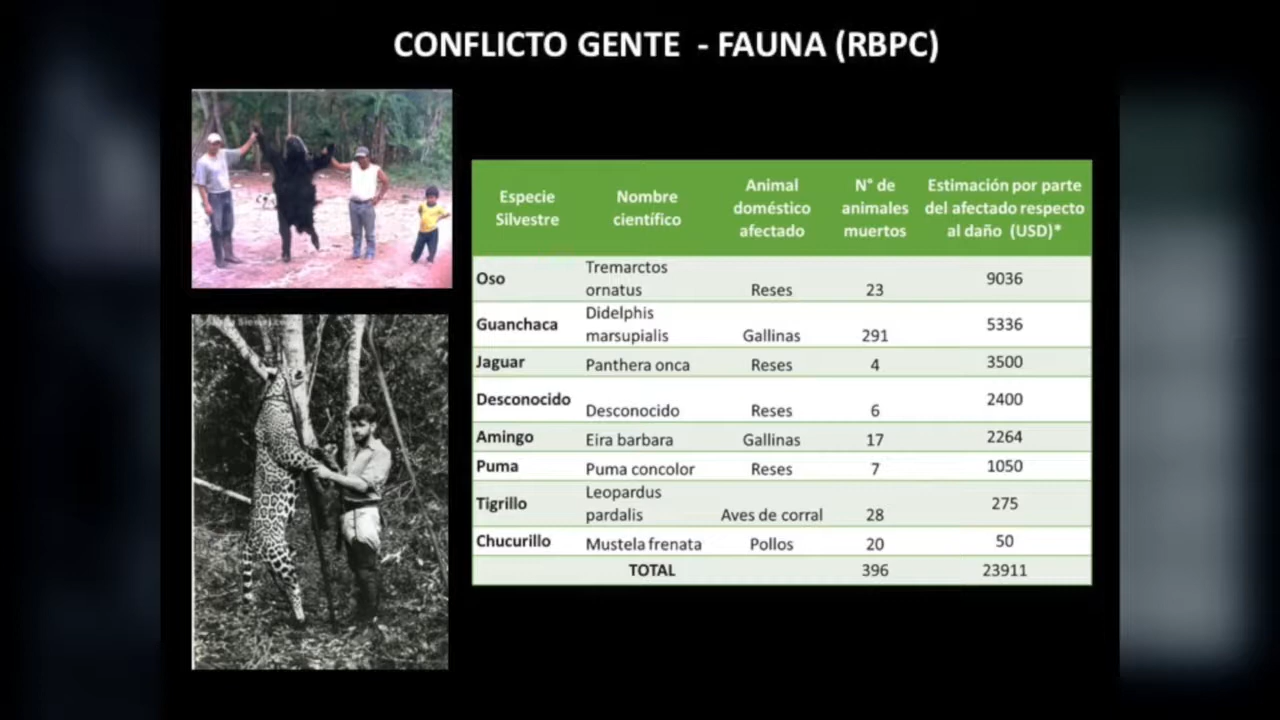 CONFLICTO GENTE - FAUNA (RBPC)
Especie Silvestre
Nombre científico
Animal doméstico afectado
N° de animales muertos
Estimación por parte del afectado respecto al daño (USD)*
Oso Tremarctos ornatus Reses 23 9036
Guanchaca Didelphis marsupialis Gallinas 291 5336
Jaguar Panthera onca Reses 4 3500
Desconocido Desconocido Reses 6 2400
Amingo Eira barbara Gallinas 17 2264
Puma Puma concolor Reses 7 1050
Tigrillo Leopardus pardalis Aves de corral 28 275
Chucurillo Mustela frenata Pollos 20 50
TOTAL 396 23911